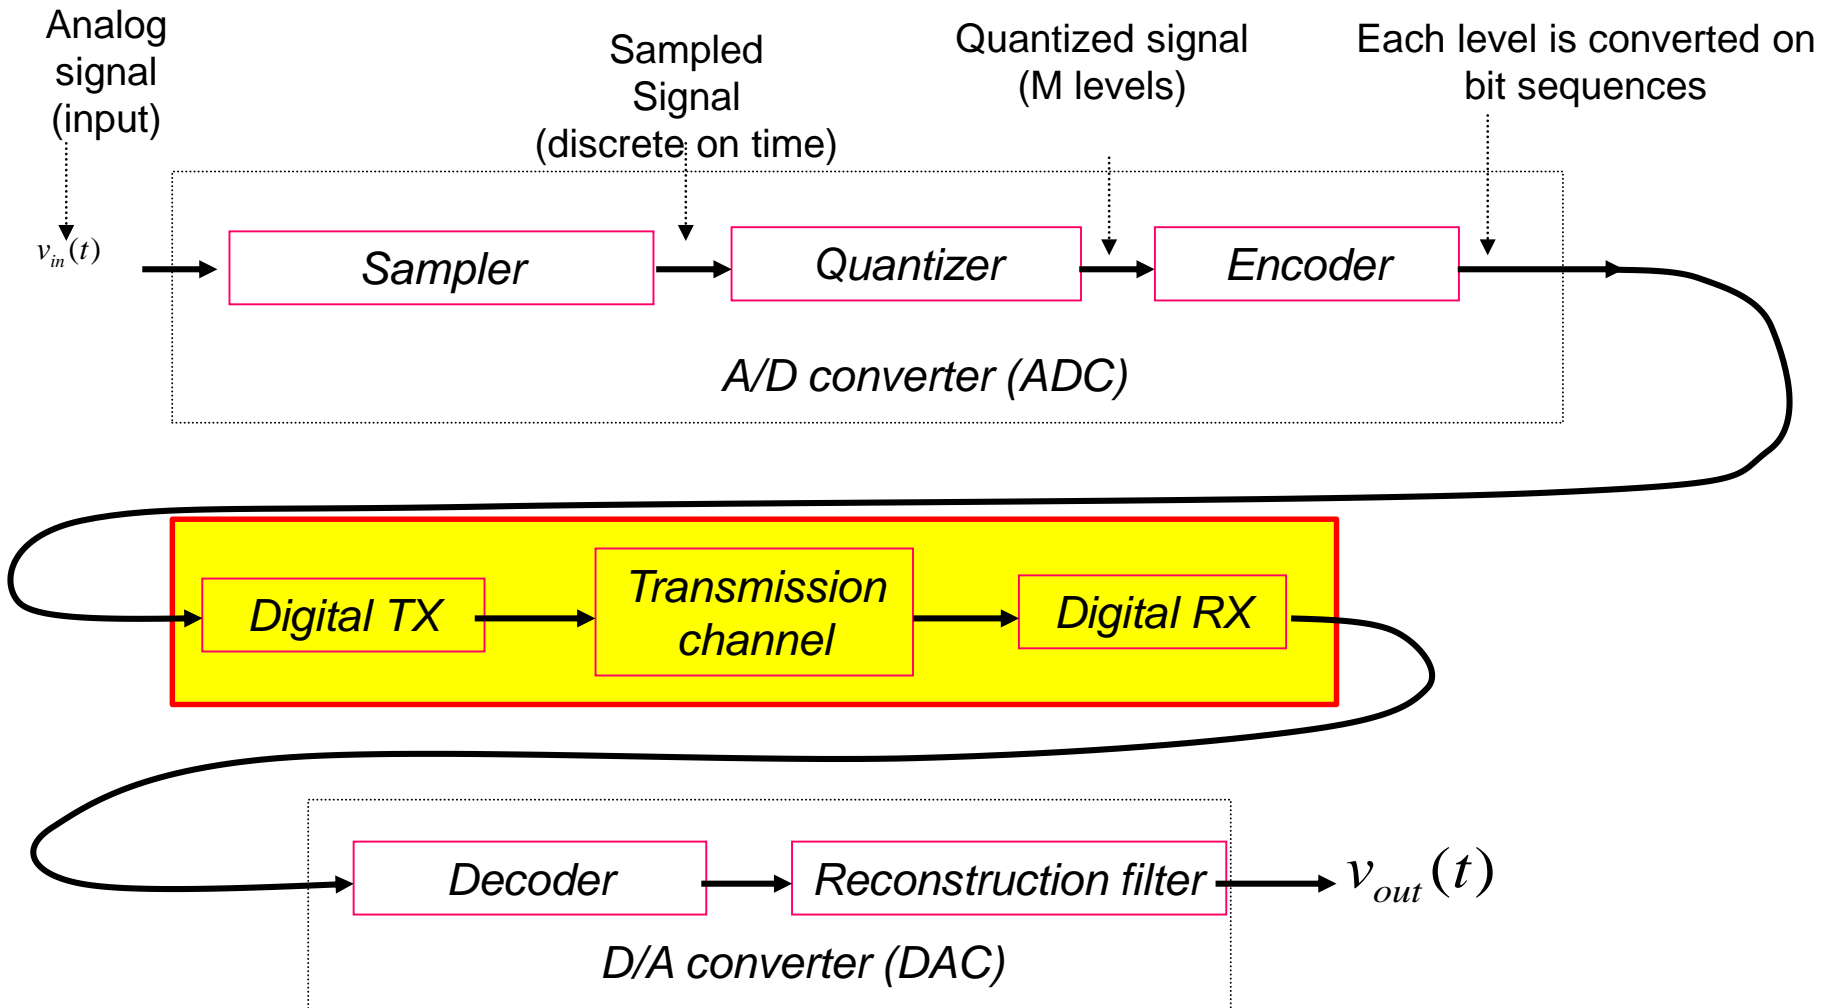 Analog
signal
(input)
Sampled
Signal
(discrete on time)
Quantized signal
(M levels)
Each level is converted on
bit sequences
v_in(t)
Sampler
Quantizer
Encoder
A/D converter (ADC)
Digital TX
Transmission
channel
Digital RX
Decoder
Reconstruction filter
v_out(t)
D/A converter (DAC)